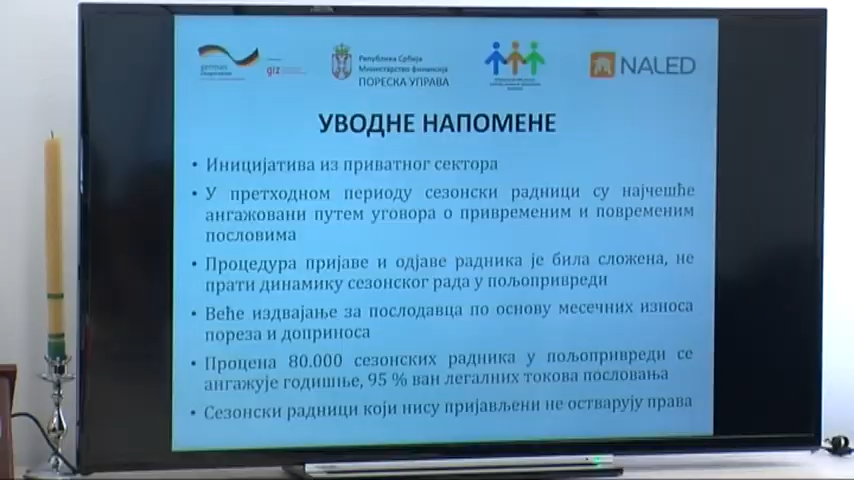 german
cooperation
giz
Република Србија
Министарство финансија
ПОРЕСКА УПРАВА
NALED
УВОДНЕ НАПОМЕНЕ
• Иницијатива из приватног сектора
• У претходном периоду сезонски радници су најчешће
ангажовани путем уговора о привременим и повременим
пословима
• Процедура пријаве и одјаве радника је била сложена, не
прати динамику сезонског рада у пољопривреди
• Веће издвајање за послодавца по основу месечних износа
пореза и доприноса
• Процена 80.000 сезонских радника у пољопривреди се
ангажује годишње, 95 % ван легалних токова пословања
• Сезонски радници који нису пријављени не остварују права